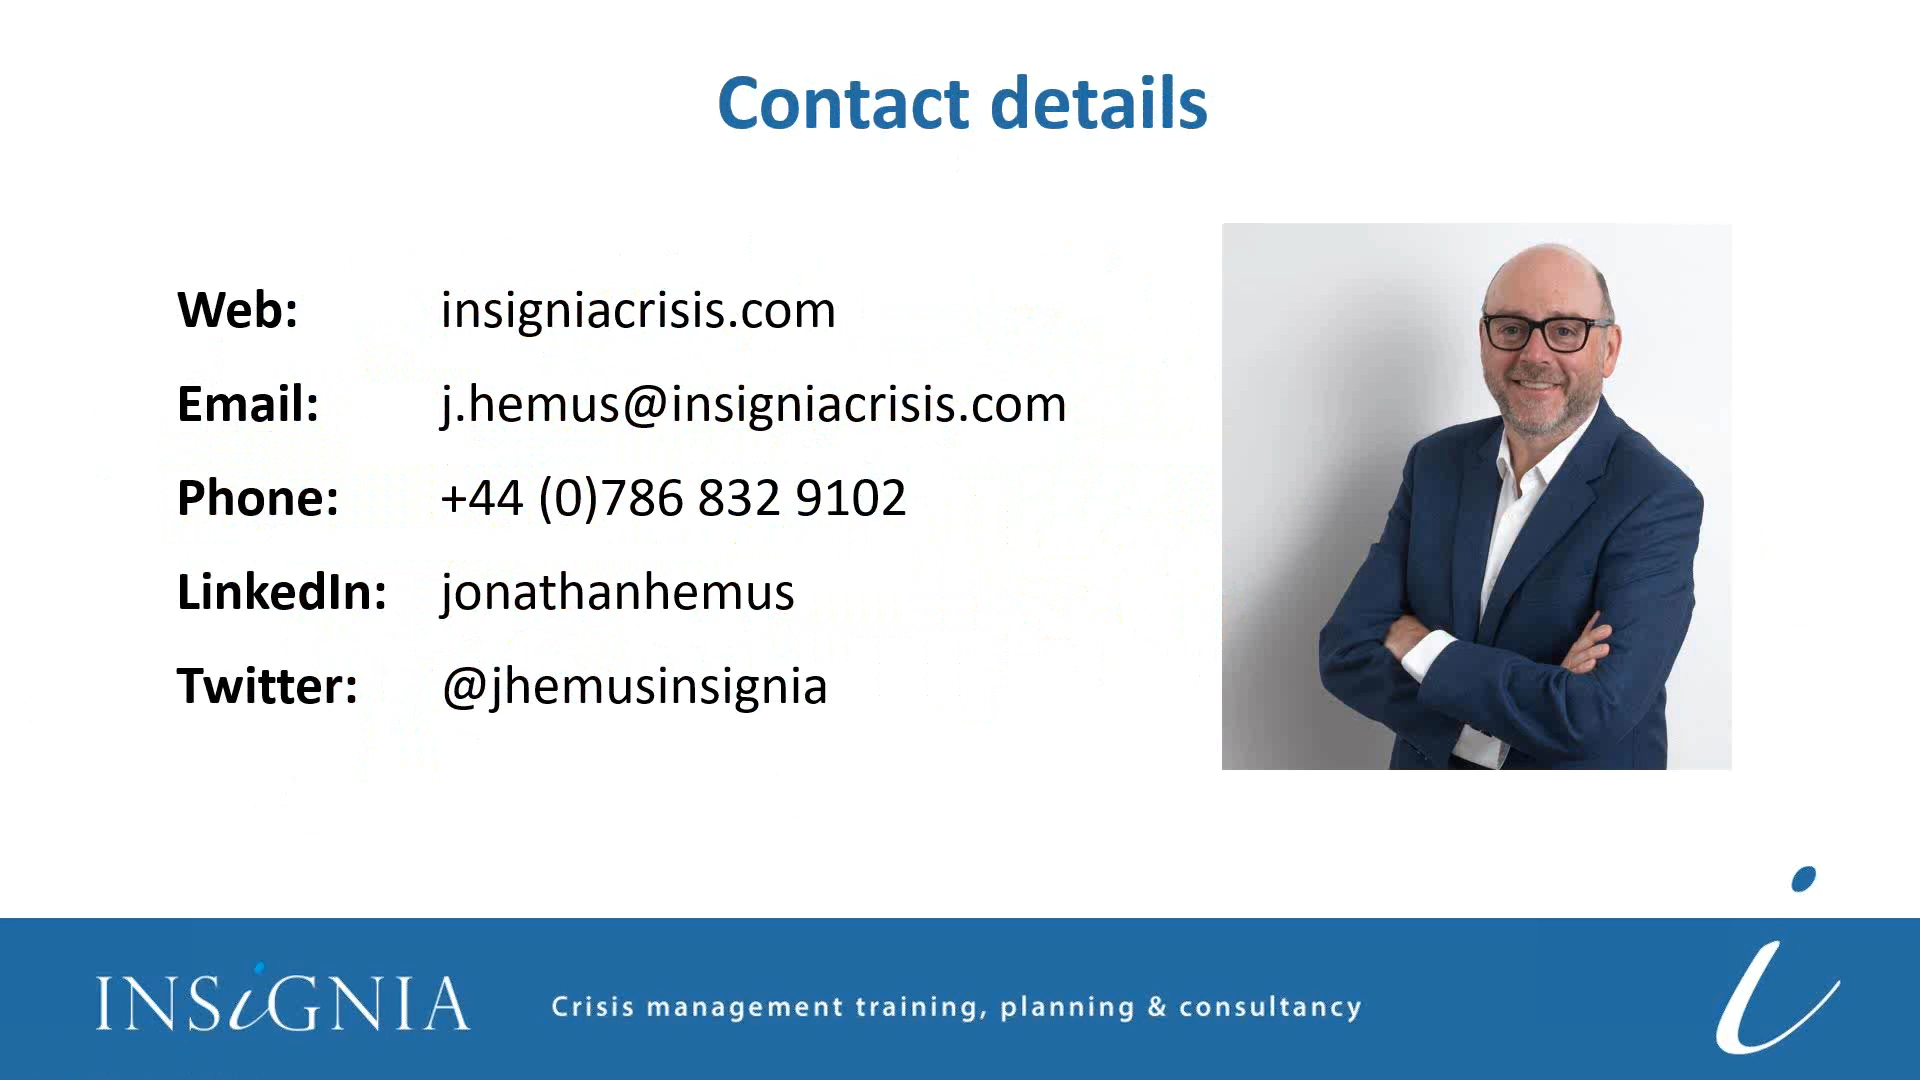 Contact details
Web: insigniacrisis.com
Email: j.hemus@insigniacrisis.com
Phone: +44 (0)786 832 9102
LinkedIn: jonathanhemus
Twitter: @jhemusinsignia
INSiGNIA
Crisis management training, planning & consultancy
i